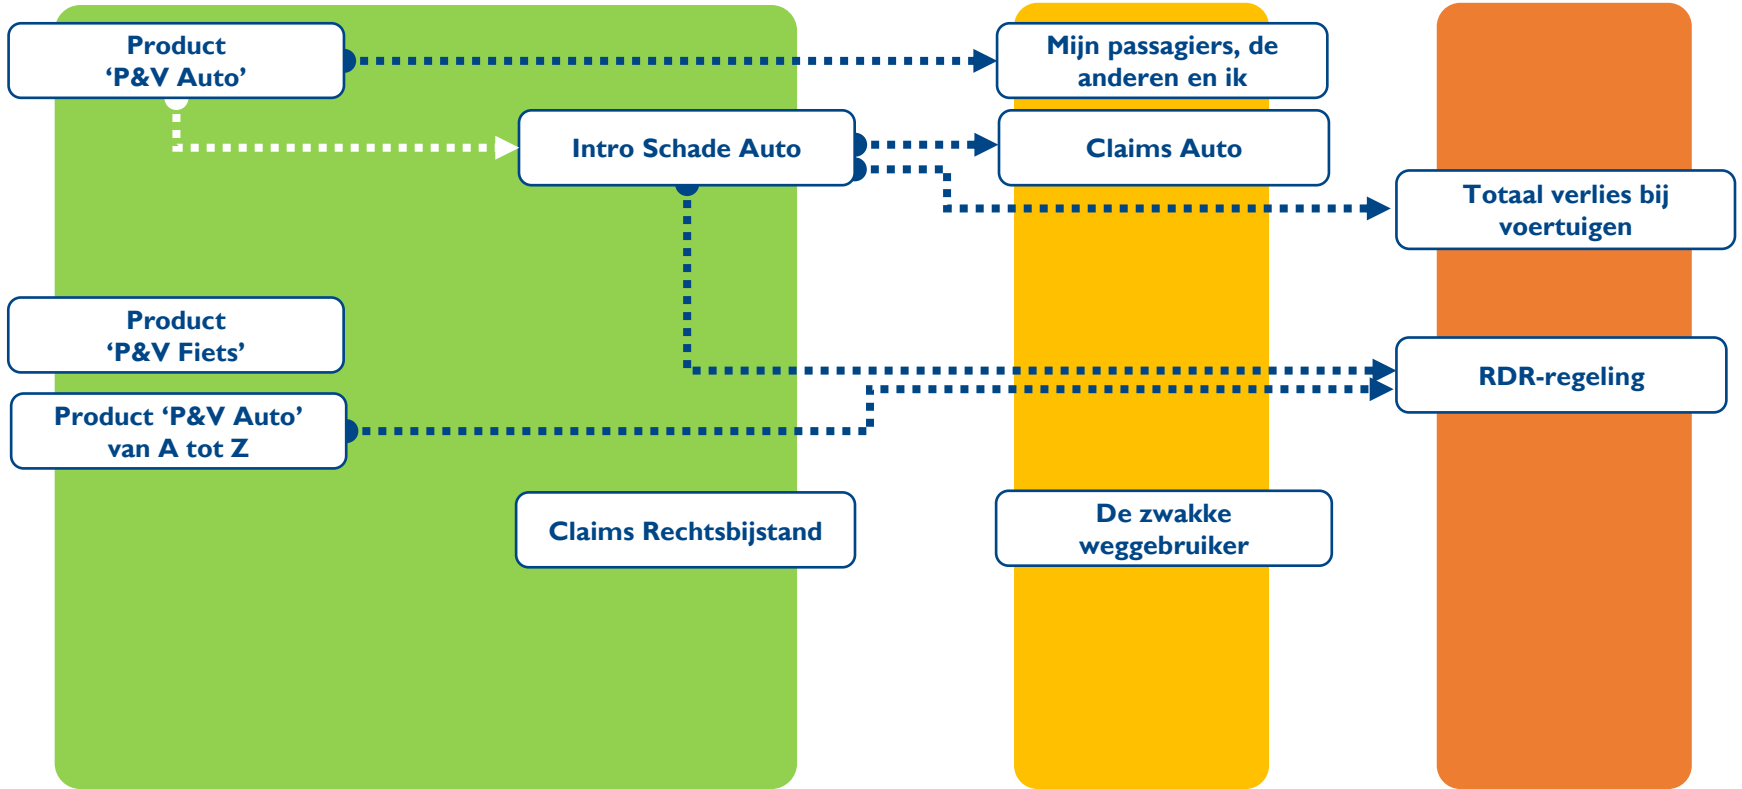 Product
‘P&V Auto’
Mijn passagiers, de
anderen en ik
Intro Schade Auto
Claims Auto
Totaal verlies bij
voertuigen
Product
‘P&V Fiets’
RDR-regeling
Product ‘P&V Auto’
van A tot Z
Claims Rechtsbijstand
De zwakke
weggebruiker